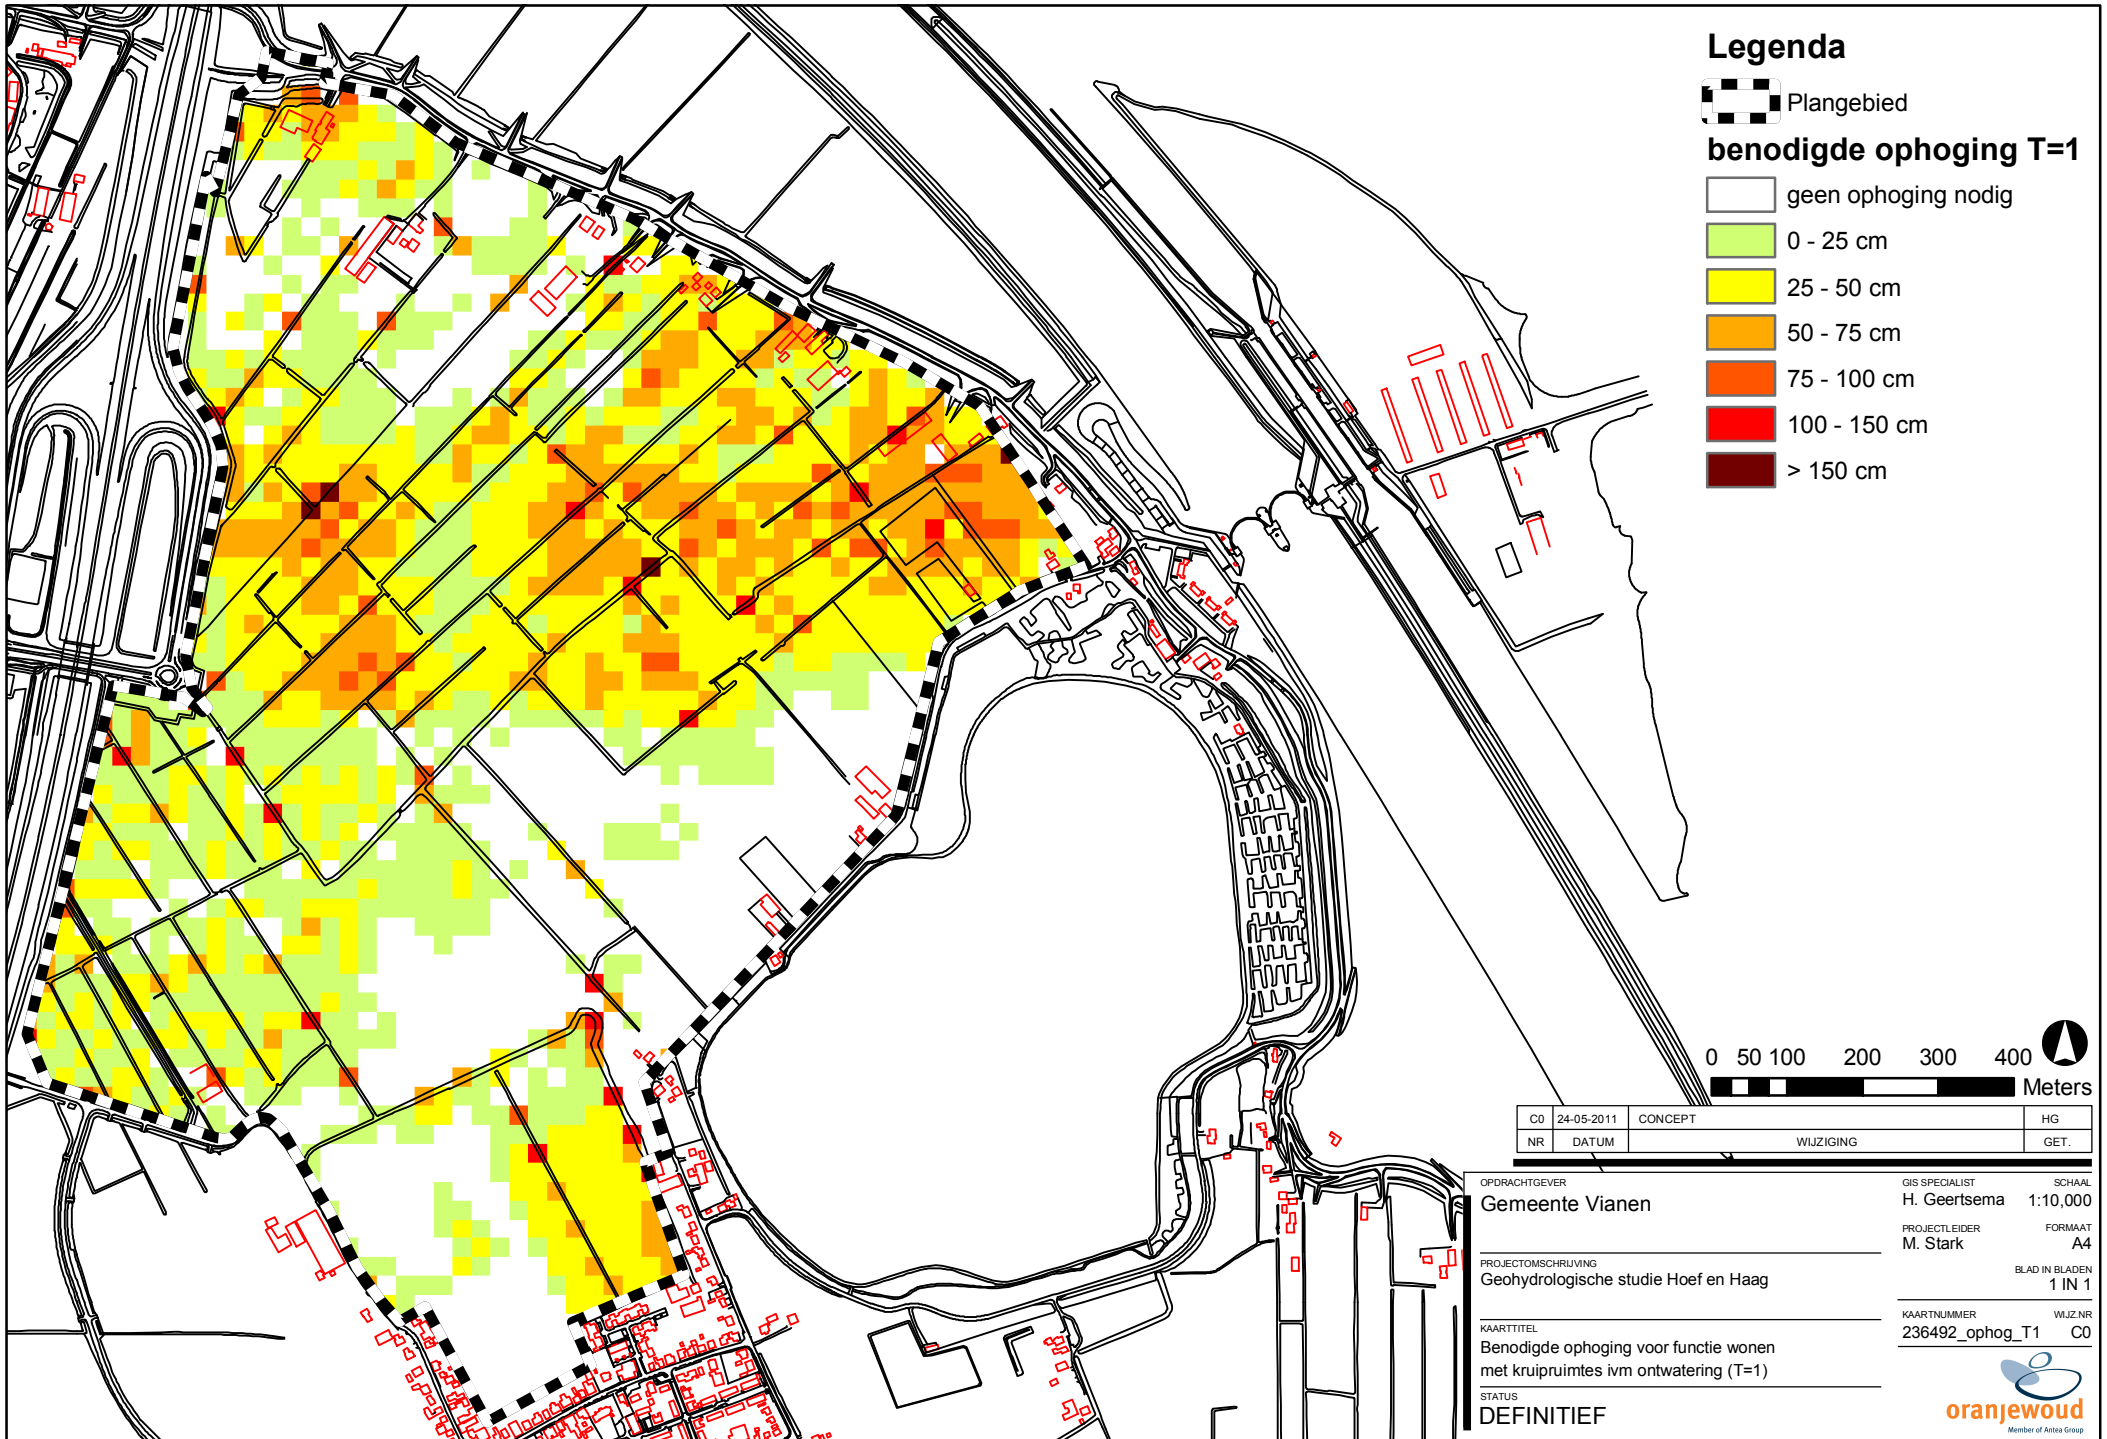 Legenda
Plangebied
benodigde ophoging T=1
geen ophoging nodig
0 - 25 cm
25 - 50 cm
50 - 75 cm
75 - 100 cm
100 - 150 cm
> 150 cm
0 50 100 200 300 400
Meters
C0 24-05-2011 CONCEPT HG
NR DATUM WIJZIGING GET.
OPDRACHTGEVER
Gemeente Vianen
GIS SPECIALIST SCHAAL
H. Geertsema 1:10,000
PROJECTLEIDER FORMAAT
M. Stark A4
PROJECTOMSCHRIJVING
Geohydrologische studie Hoef en Haag
BLAD IN BLADEN
1 IN 1
KAARTNUMMER WIJZ.NR
236492_ophog_T1 C0
KAARTTITEL
Benodigde ophoging voor functie wonen
met kruipruimtes ivm ontwatering (T=1)
STATUS
DEFINITIEF
oranjewoud
Member of Antea Group